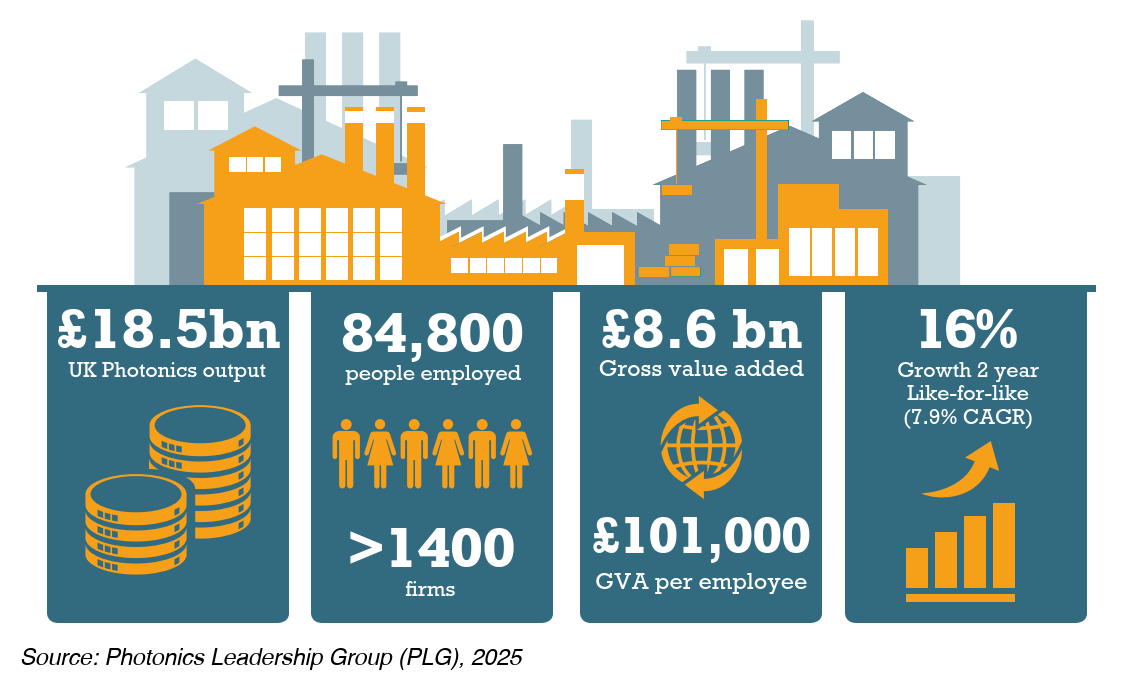 £18.5bn
UK Photonics output
84,800
people employed
>1400
firms
£8.6 bn
Gross value added
£101,000
GVA per employee
16%
Growth 2 year
Like-for-like
(7.9% CAGR)
Source: Photonics Leadership Group (PLG), 2025